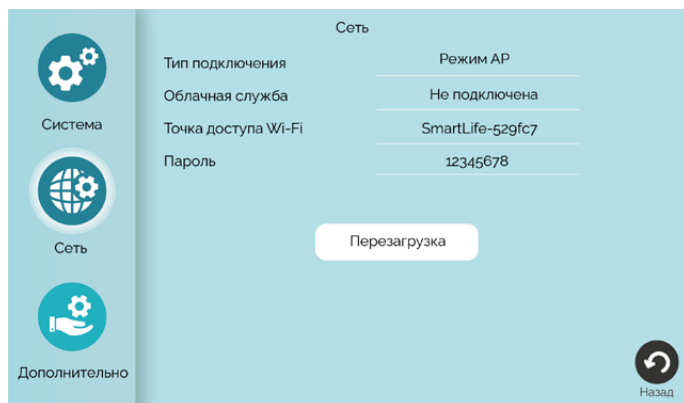 Сеть
Тип подключения Режим AP
Облачная служба Не подключена
Точка доступа Wi-Fi SmartLife-529fc7
Пароль 12345678
Перезагрузка
Система
Сеть
Дополнительно
Назад